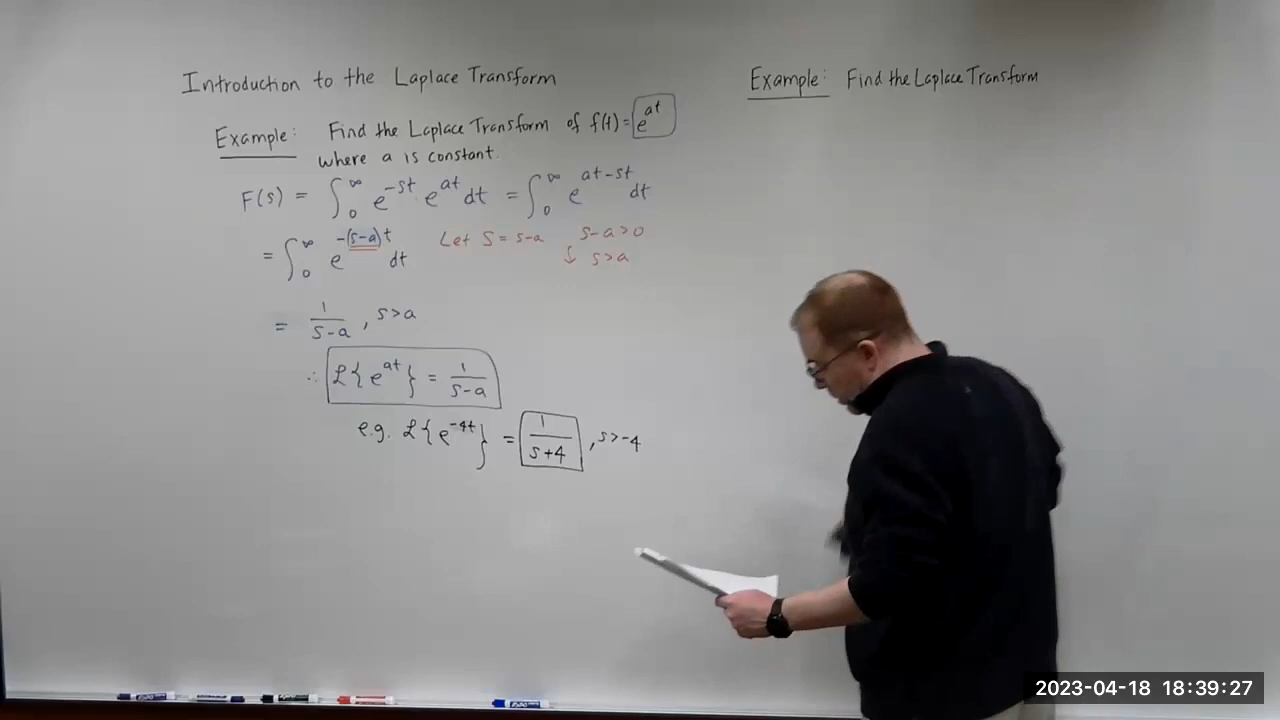 Introduction to the Laplace Transform
Example: Find the Laplace Transform of f(t) = e^{at}
where a is constant.
F(s) = ∫_0^∞ e^{-st} e^{at} dt = ∫_0^∞ e^{at-st} dt
= ∫_0^∞ e^{-(s-a)t} dt Let S = s-a s-a>0
↓ s>a
= 1/(s-a), s>a
∴ ℒ{e^{at}} = 1/(s-a)
e.g. ℒ{e^{-4t}} = 1/(s+4), s>-4
Example: Find the Laplace Transform
2023-04-18 18:39:27